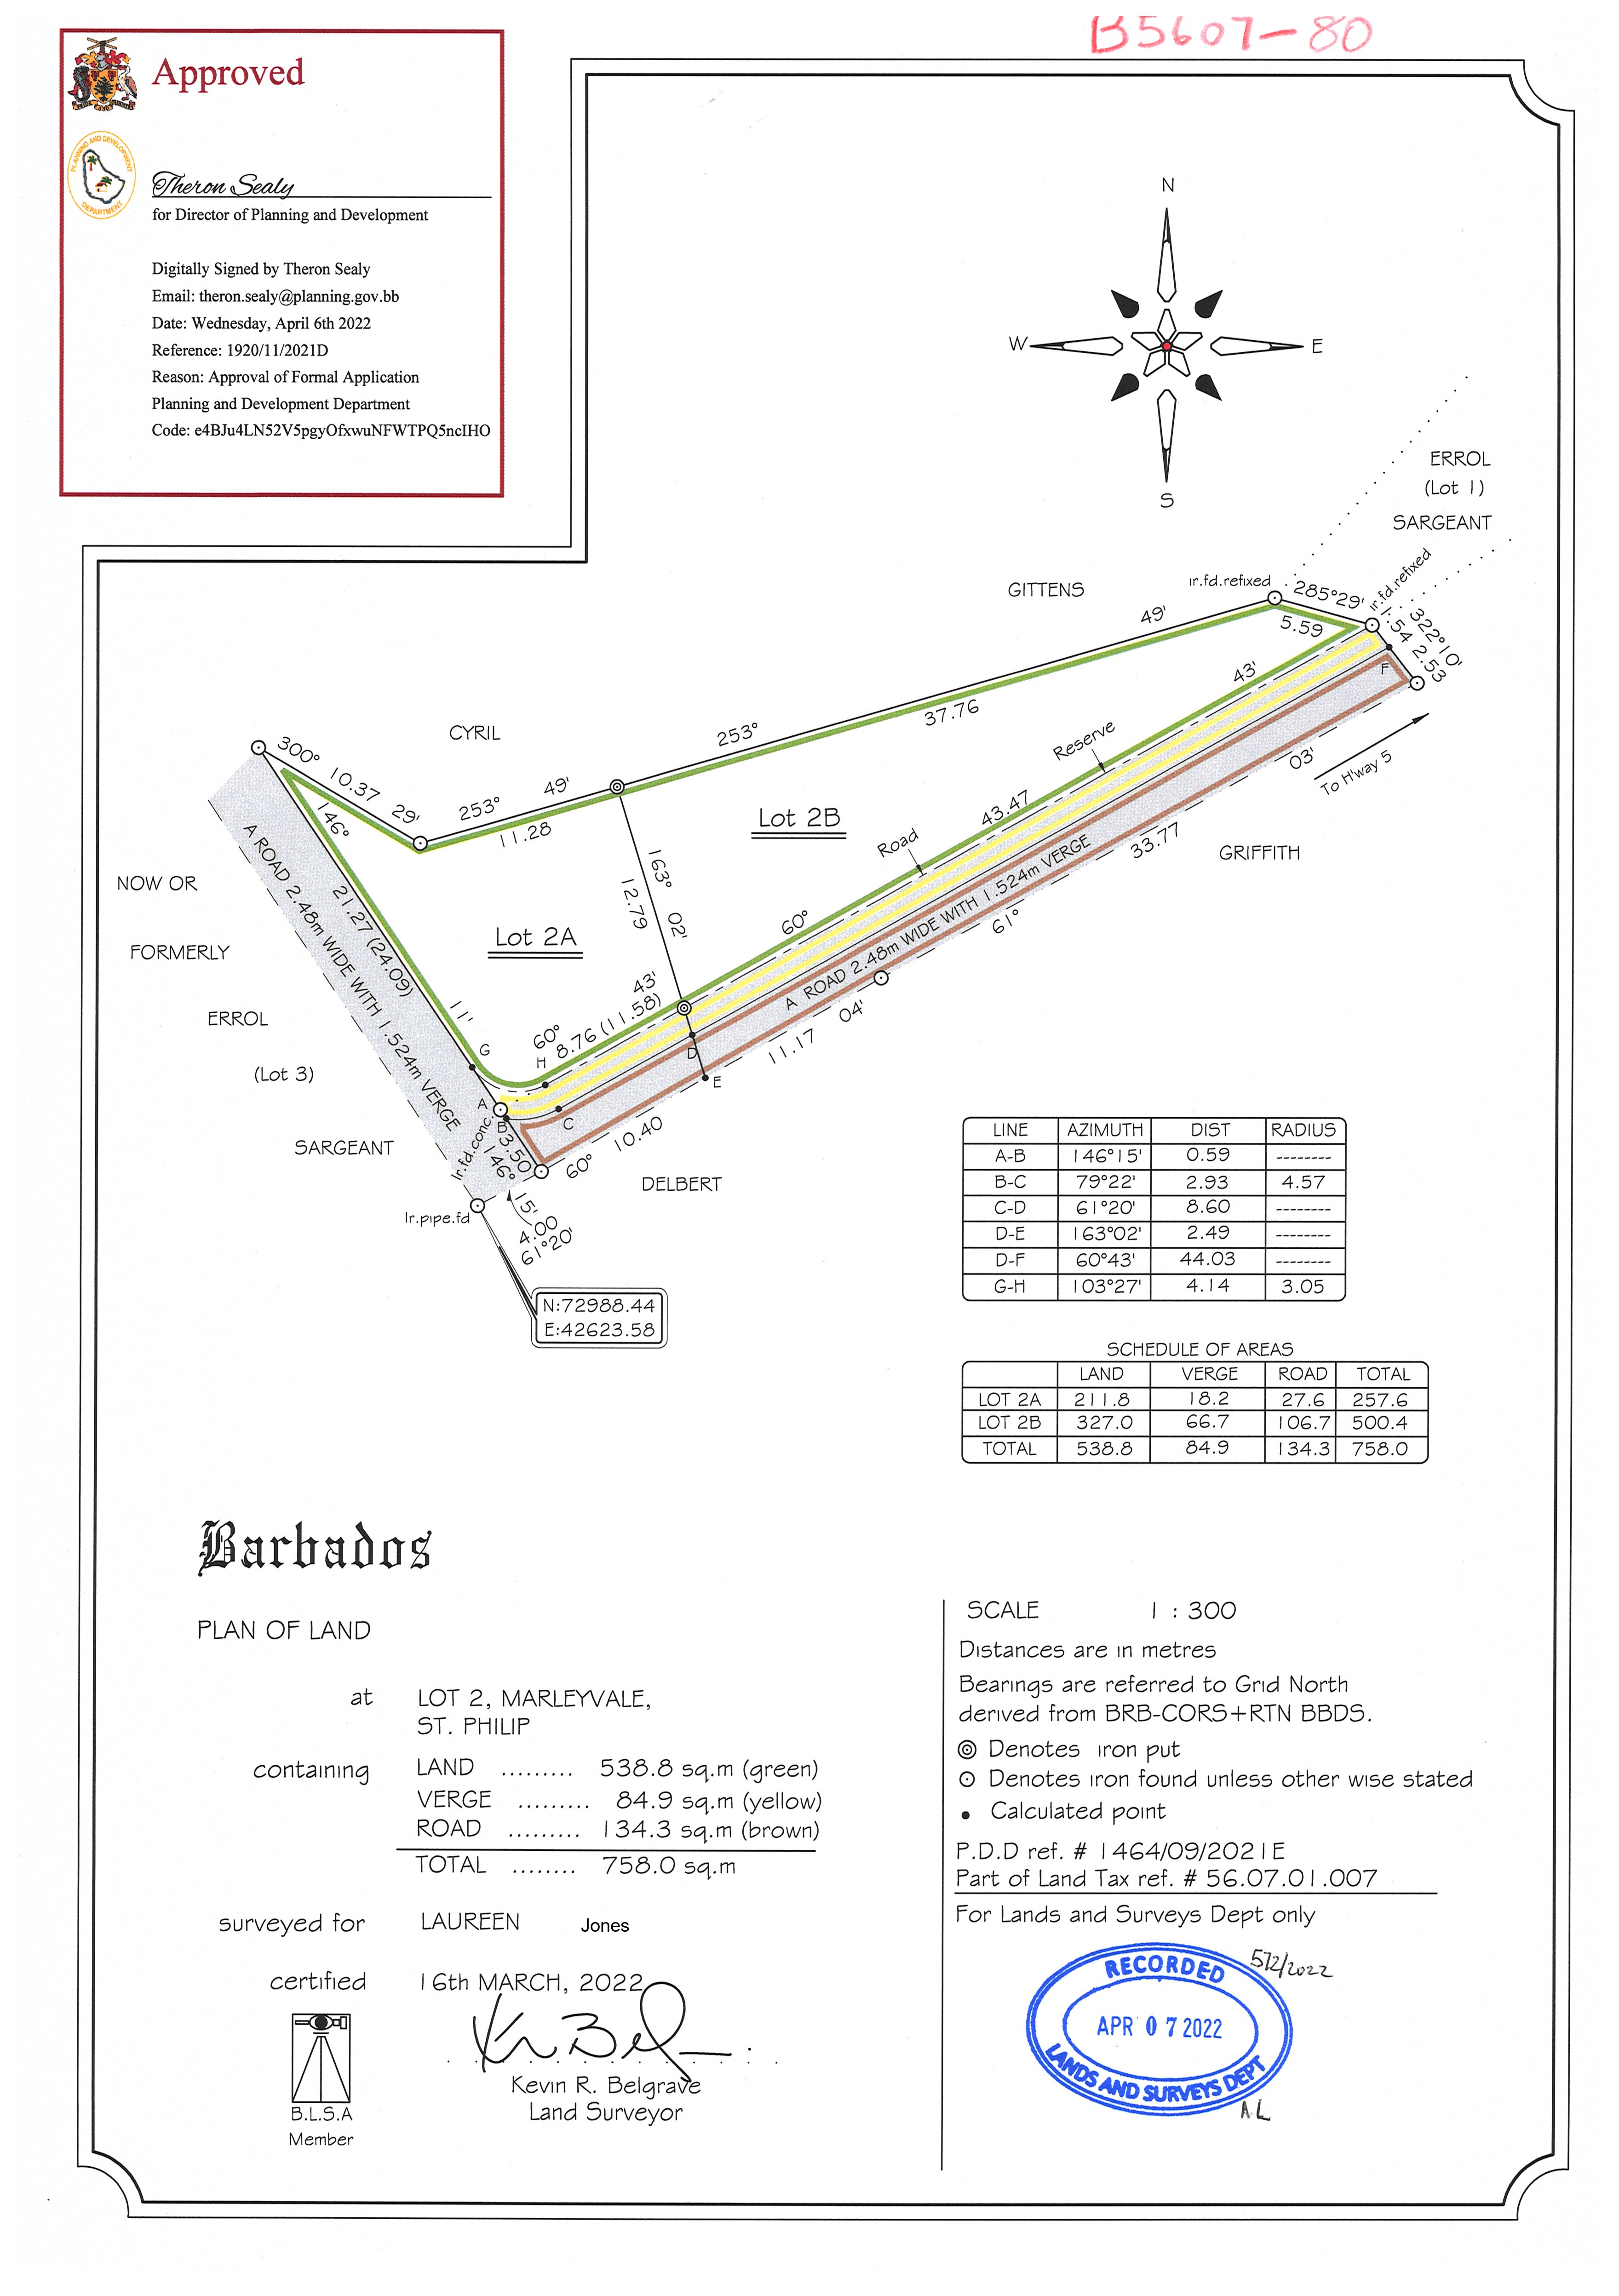 B5607-80
Approved
PLANNING AND DEVELOPMENT
DEPARTMENT
Theron Sealy
for Director of Planning and Development
Digitally Signed by Theron Sealy
Email: theron.sealy@planning.gov.bb
Date: Wednesday, April 6th 2022
Reference: 1920/11/2021D
Reason: Approval of Formal Application
Planning and Development Department
Code: e4BJu4LN52V5pgyOfxwuNFWTPQ5ncIHO
N
W
E
S
ERROL
(Lot 1)
SARGEANT
GITTENS
Ir.fd.refixed
285°29'
Ir.fd.refixed
49'
5.59
1.54
322°10'
2.53
F
43'
37.76
253°
CYRIL
Reserve
03'
To H'way 5
300°
10.37
29'
253°
49'
11.28
Lot 2B
43.47
Road
33.77
GRIFFITH
146°
21.27 (24.09)
11'
163°
02'
12.79
60°
61°
A ROAD 2.48m WIDE WITH 1.524m VERGE
A ROAD 2.48m WIDE WITH 1.524m VERGE
NOW OR
FORMERLY
ERROL
(Lot 3)
SARGEANT
Lot 2A
43'
60°
8.76 (11.58)
G
H
D
E
04'
11.17
A
B
C
Ir.fd.conc.
3.50
146°
15'
60°
10.40
DELBERT
Ir.pipe.fd
4.00
61°20'
N:72988.44
E:42623.58
LINE AZIMUTH DIST RADIUS
A-B 146°15' 0.59 --------
B-C 79°22' 2.93 4.57
C-D 61°20' 8.60 --------
D-E 163°02' 2.49 --------
D-F 60°43' 44.03 --------
G-H 103°27' 4.14 3.05
SCHEDULE OF AREAS
LAND VERGE ROAD TOTAL
LOT 2A 211.8 18.2 27.6 257.6
LOT 2B 327.0 66.7 106.7 500.4
TOTAL 538.8 84.9 134.3 758.0
Barbados
PLAN OF LAND
at LOT 2, MARLEYVALE,
ST. PHILIP
containing LAND ......... 538.8 sq.m (green)
VERGE ......... 84.9 sq.m (yellow)
ROAD ......... 134.3 sq.m (brown)
TOTAL ........ 758.0 sq.m
surveyed for LAUREEN Jones
certified 16th MARCH, 2022
Kevin R. Belgrave
Land Surveyor
B.L.S.A
Member
SCALE 1 : 300
Distances are in metres
Bearings are referred to Grid North
derived from BRB-CORS+RTN BBDS.
Denotes iron put
Denotes iron found unless other wise stated
Calculated point
P.D.D ref. # 1464/09/2021E
Part of Land Tax ref. # 56.07.01.007
For Lands and Surveys Dept only
572/2022
RECORDED
APR 07 2022
LANDS AND SURVEYS DEPT
AL